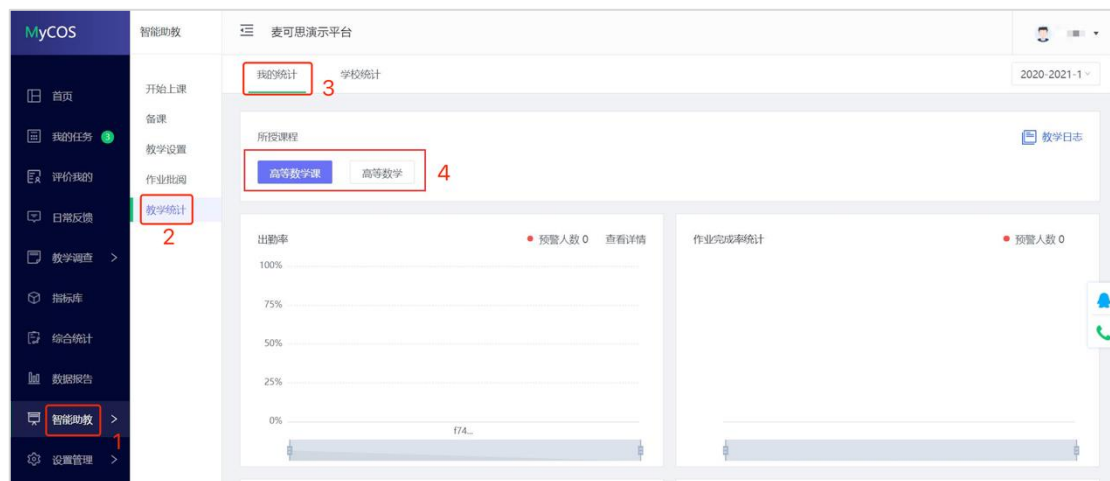 MyCOS
智能助教
麦可思演示平台
我的统计
学校统计
3
2020-2021-1
首页
开始上课
我的任务 3
备课
所授课程
教学日志
教学设置
评价我的
作业批阅
高等数学课
高等数学
4
日常反馈
教学统计
2
出勤率
预警人数 0
查看详情
作业完成率统计
预警人数 0
教学调查 >
100%
指标库
75%
综合统计
50%
数据报告
25%
智能助教 >
1
0%
f74...
设置管理 >